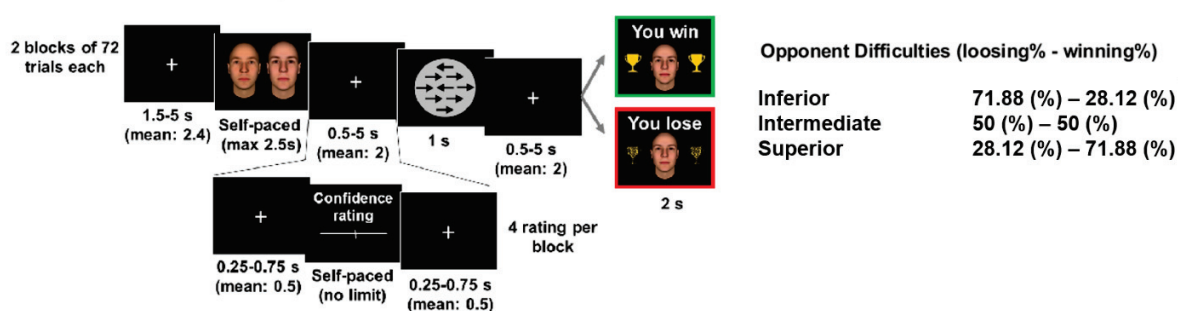 2 blocks of 72
trials each
1.5-5 s
(mean: 2.4)
Self-paced
(max 2.5s)
0.5-5 s
(mean: 2)
1 s
0.5-5 s
(mean: 2)
You win
You lose
2 s
Confidence
rating
0.25-0.75 s
(mean: 0.5)
Self-paced
(no limit)
0.25-0.75 s
(mean: 0.5)
4 rating per
block
Opponent Difficulties (loosing% - winning%)
Inferior 71.88 (%) – 28.12 (%)
Intermediate 50 (%) – 50 (%)
Superior 28.12 (%) – 71.88 (%)